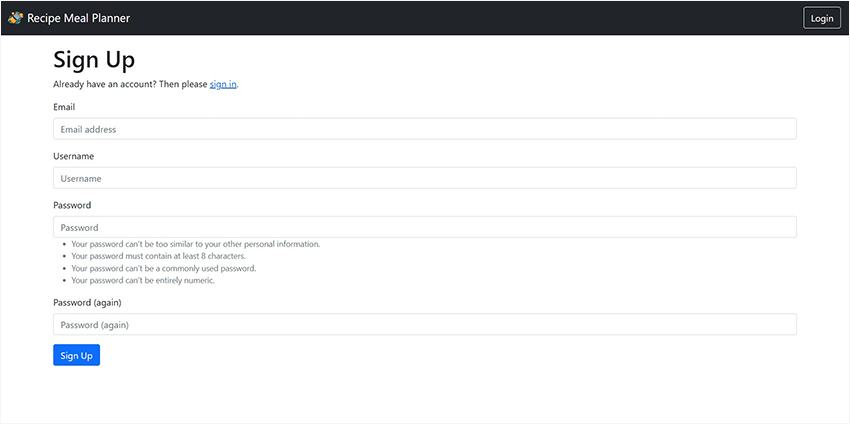 Recipe Meal Planner
Login
Sign Up
Already have an account? Then please sign in.
Email
Email address
Username
Username
Password
Password
• Your password can't be too similar to your other personal information.
• Your password must contain at least 8 characters.
• Your password can't be a commonly used password.
• Your password can't be entirely numeric.
Password (again)
Password (again)
Sign Up